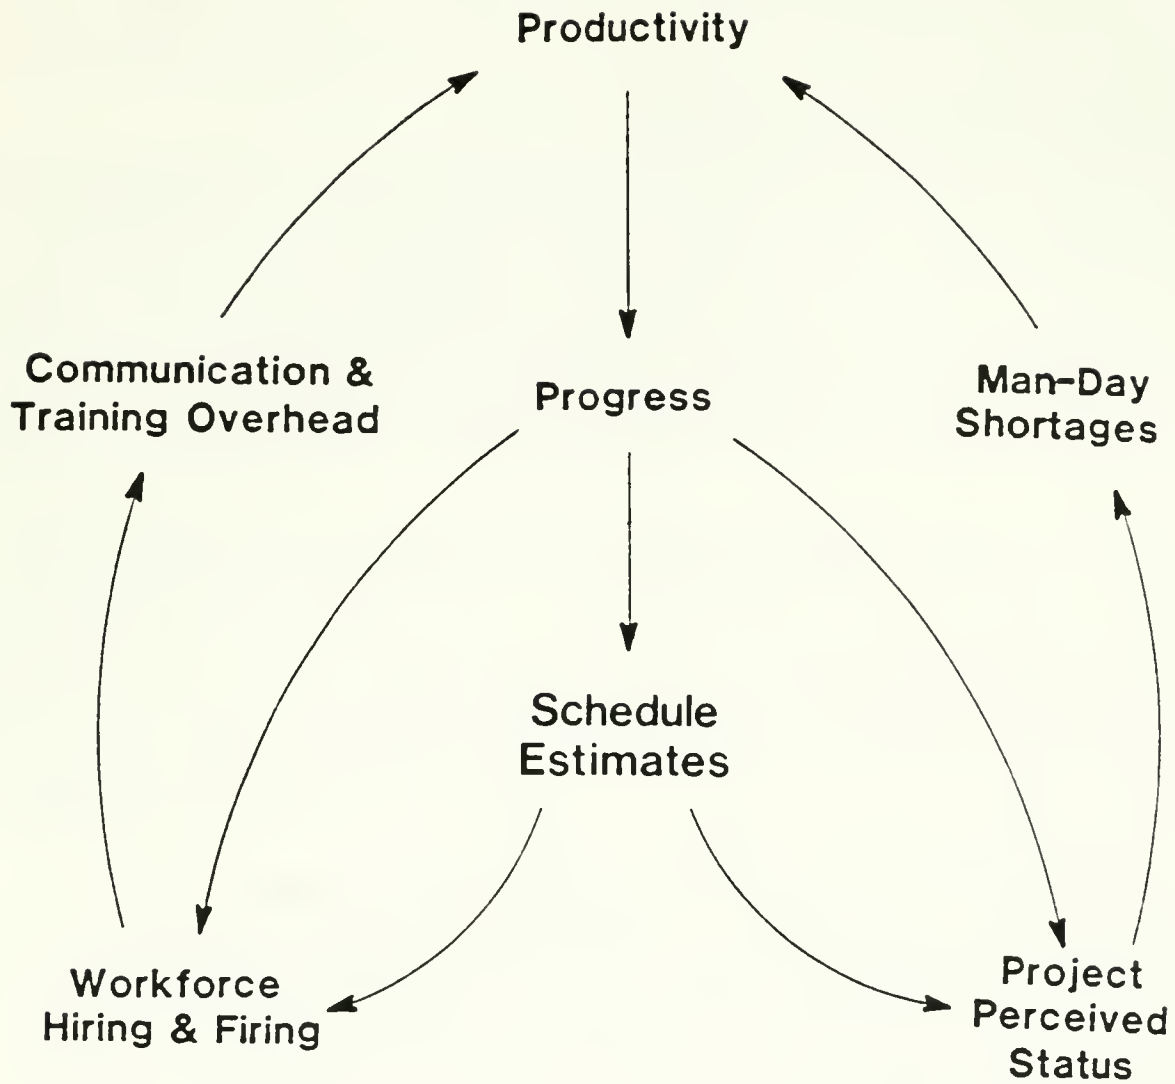 Productivity
Communication &
Training Overhead
Progress
Man-Day
Shortages
Schedule
Estimates
Workforce
Hiring & Firing
Project
Perceived
Status